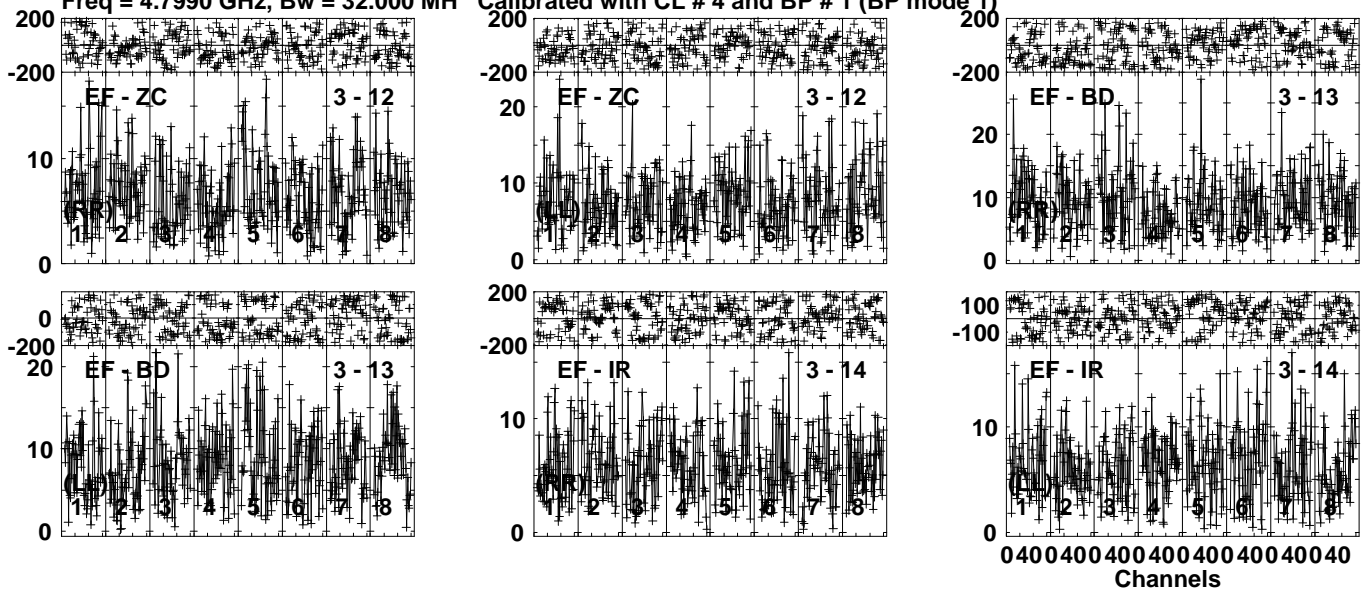 Freq = 4.7990 GHz, Bw = 32.000 MH Calibrated with CL # 4 and BP # 1 (BP mode 1)
200
-200
EF - ZC 3 - 12
10
(RR)
1 2 3 4 5 6 7 8
0
200
-200
EF - ZC 3 - 12
20
10
(LL)
1 2 3 4 5 6 7 8
0
200
-200
EF - BD 3 - 13
20
10
(RR)
1 2 3 4 5 6 7 8
0
0
-200
20
EF - BD 3 - 13
10
(LL)
1 2 3 4 5 6 7 8
0
200
-200
EF - IR 3 - 14
10
(RR)
1 2 3 4 5 6 7 8
0
100
-100
EF - IR 3 - 14
10
(LL)
1 2 3 4 5 6 7 8
0
0 40 0 40 0 40 0 40 0 40 0 40 0 40 0 40
Channels